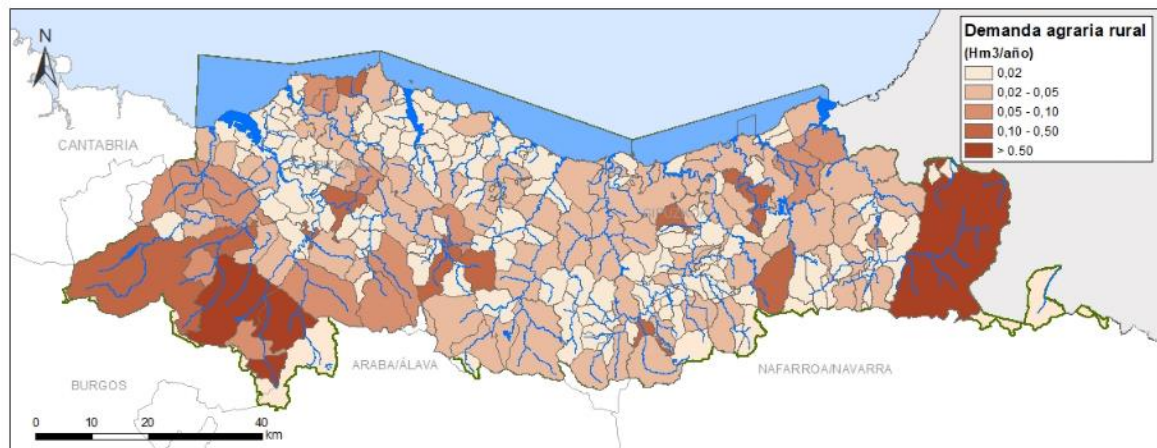 N
Demanda agraria rural
(Hm3/año)
0,02
0,02 - 0,05
0,05 - 0,10
0,10 - 0,50
> 0.50
CANTABRIA
BURGOS
ARABA/ÁLAVA
NAFARROA/NAVARRA
0 10 20 40
km